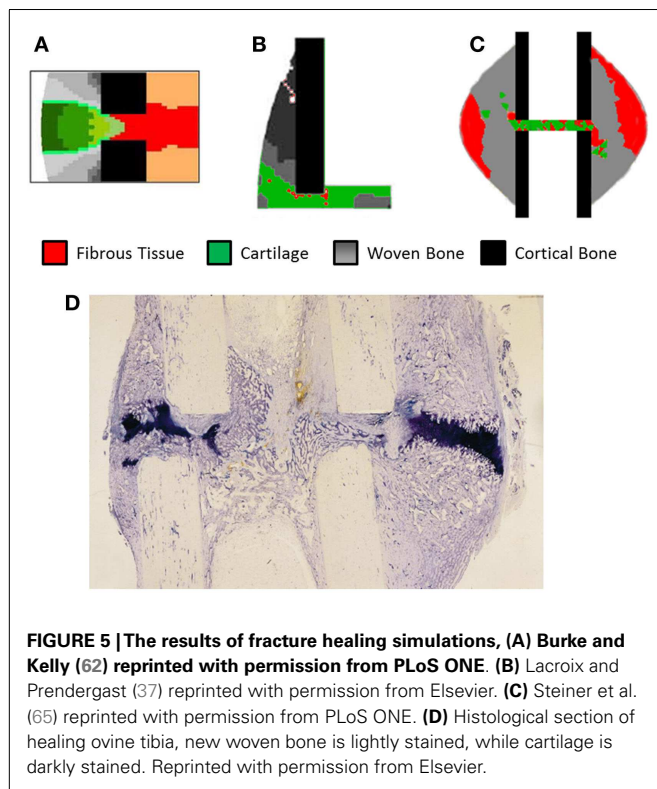 A
B
C
Fibrous Tissue
Cartilage
Woven Bone
Cortical Bone
D
FIGURE 5 | The results of fracture healing simulations, (A) Burke and
Kelly (62) reprinted with permission from PLoS ONE. (B) Lacroix and
Prendergast (37) reprinted with permission from Elsevier. (C) Steiner et al.
(65) reprinted with permission from PLoS ONE. (D) Histological section of
healing ovine tibia, new woven bone is lightly stained, while cartilage is
darkly stained. Reprinted with permission from Elsevier.